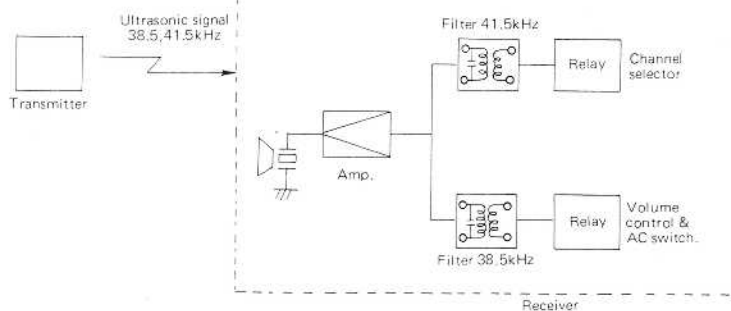 Ultrasonic signal
38.5,41.5kHz
Transmitter
Filter 41.5kHz
Relay
Channel
selector
Amp.
Relay
Volume
control &
AC switch.
Filter 38.5kHz
Receiver